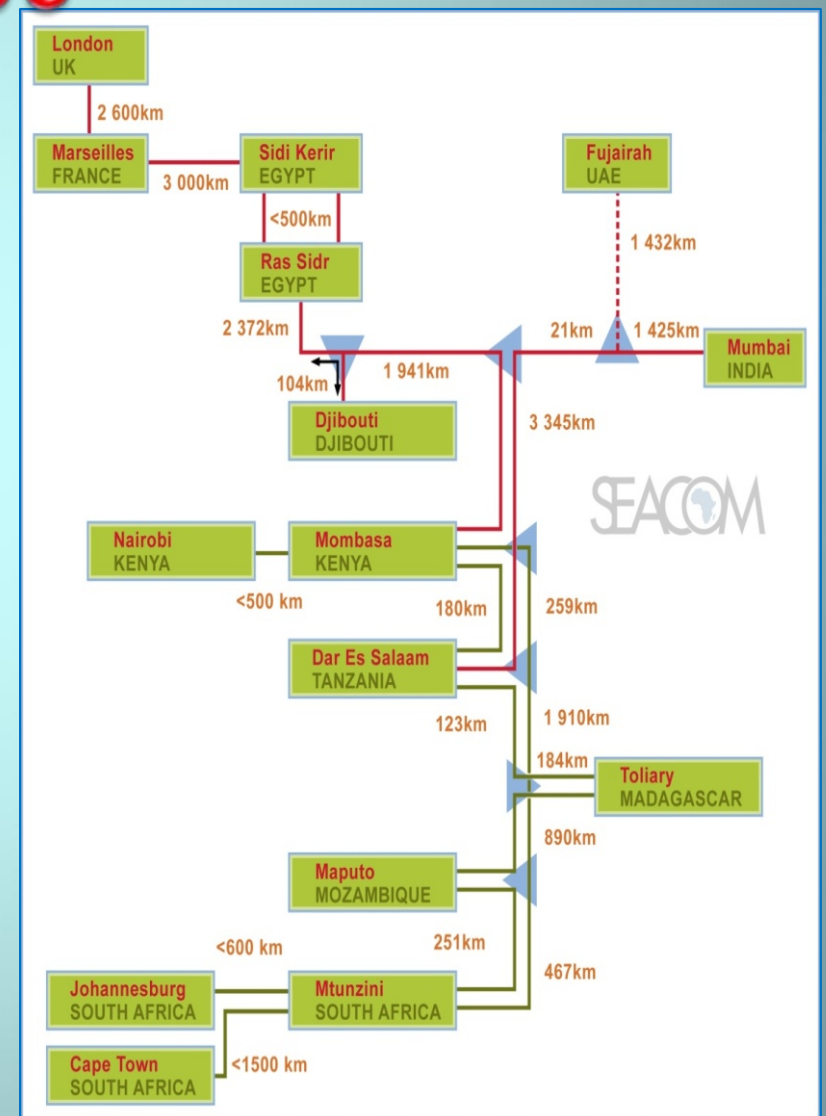 London
UK
2 600km
Marseilles
FRANCE
3 000km
Sidi Kerir
EGYPT
Fujairah
UAE
<500km
1 432km
Ras Sidr
EGYPT
2 372km
21km
1 425km
Mumbai
INDIA
104km
1 941km
Djibouti
DJIBOUTI
3 345km
SEACOM
Nairobi
KENYA
Mombasa
KENYA
<500 km
180km
259km
Dar Es Salaam
TANZANIA
123km
1 910km
184km
Toliary
MADAGASCAR
890km
Maputo
MOZAMBIQUE
251km
467km
<600 km
Johannesburg
SOUTH AFRICA
Mtunzini
SOUTH AFRICA
Cape Town
SOUTH AFRICA
<1500 km